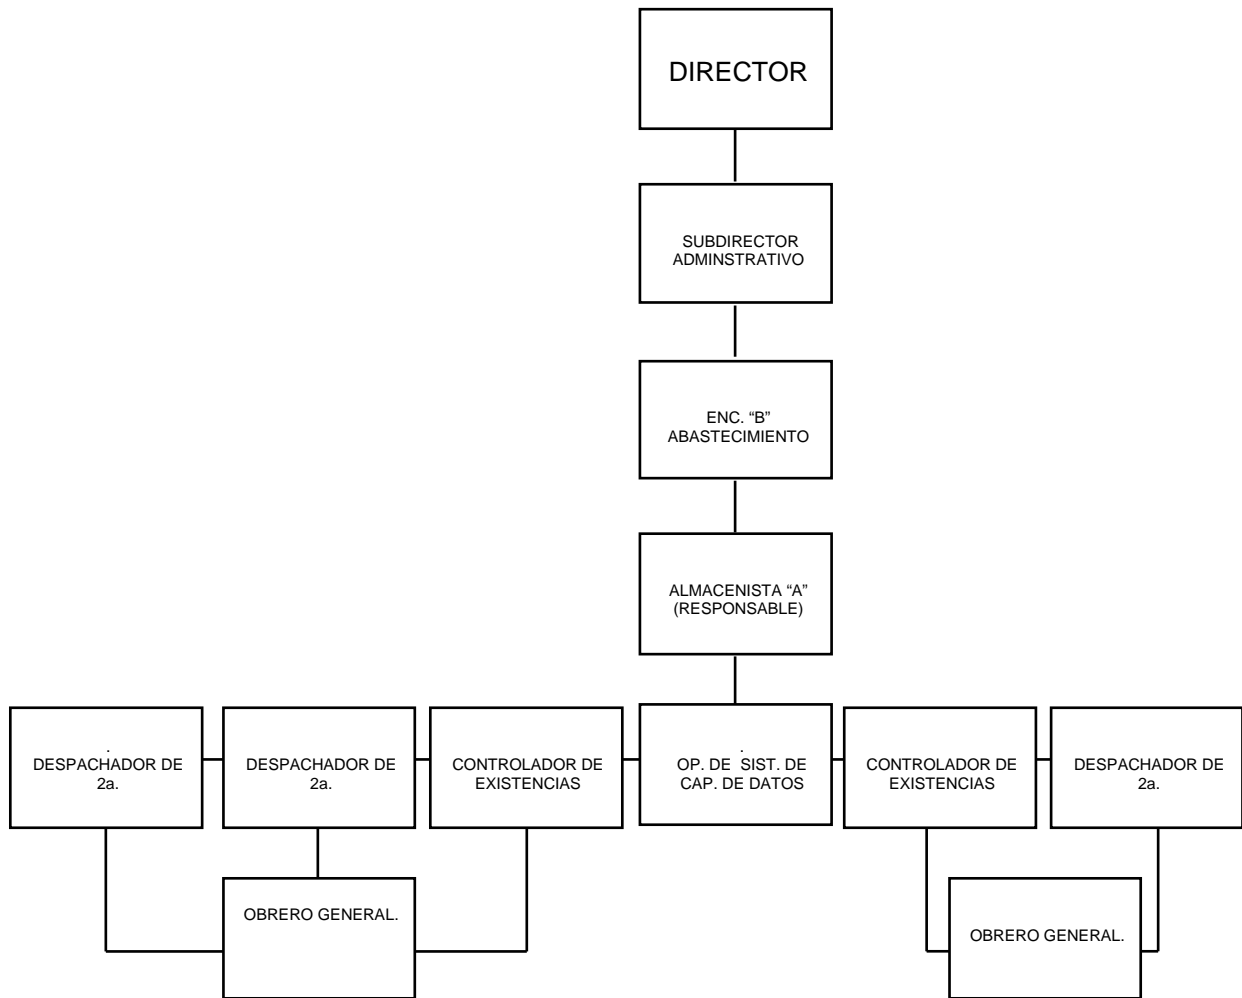 DIRECTOR
SUBDIRECTOR
ADMINSTRATIVO
ENC. “B”
ABASTECIMIENTO
ALMACENISTA “A”
(RESPONSABLE)
.
DESPACHADOR DE
2a.
DESPACHADOR DE
2a.
CONTROLADOR DE
EXISTENCIAS
.
OP. DE SIST. DE
CAP. DE DATOS
CONTROLADOR DE
EXISTENCIAS
DESPACHADOR DE
2a.
OBRERO GENERAL.
OBRERO GENERAL.